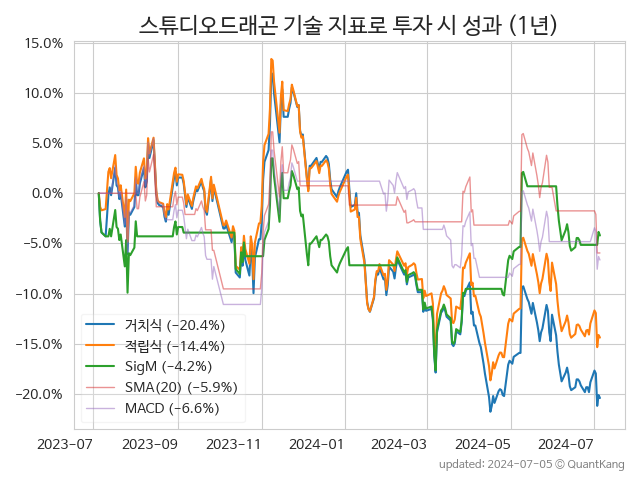 스튜디오드래곤 기술 지표로 투자 시 성과 (1년)
15.0%
10.0%
5.0%
0.0%
−5.0%
−10.0%
−15.0%
−20.0%
거치식 (−20.4%)
적립식 (−14.4%)
SigM (−4.2%)
SMA(20) (−5.9%)
MACD (−6.6%)
2023-07 2023-09 2023-11 2024-01 2024-03 2024-05 2024-07
updated: 2024-07-05 © QuantKang